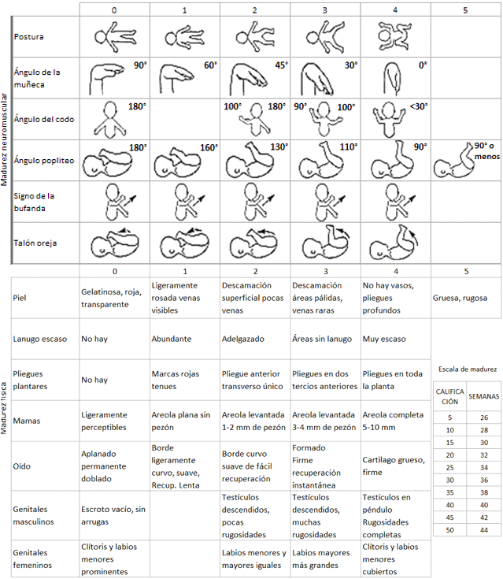 0 1 2 3 4 5
Madurez neuromuscular
Postura
Ángulo de la
muñeca
90° 60° 45° 30° 0°
Ángulo del codo
180° 100° 180° 90° 100° <30°
Ángulo popliteo
180° 160° 130° 110° 90° 90° o
menos
Signo de la
bufanda
Talón oreja
0 1 2 3 4 5
Madurez física
Piel
Gelatinosa, roja,
transparente
Ligeramente
rosada venas
visibles
Descamación
superficial pocas
venas
Descamación
áreas pálidas,
venas raras
No hay vasos,
pliegues
profundos
Gruesa, rugosa
Lanugo escaso
No hay
Abundante
Adelgazado
Áreas sin lanugo
Muy escaso
Pliegues
plantares
No hay
Marcas rojas
tenues
Pliegue anterior
transverso único
Pliegues en dos
tercios anteriores
Pliegues en toda
la planta
Mamas
Ligeramente
perceptibles
Areola plana sin
pezón
Areola levantada
1-2 mm de pezón
Areola levantada
3-4 mm de pezón
Areola completa
5-10 mm
Oído
Aplanado
permanente
doblado
Borde
ligeramente
curvo, suave,
Recup. Lenta
Borde curvo
suave de fácil
recuperación
Formado
Firme
recuperación
instantánea
Cartilago grueso,
firme
Genitales
masculinos
Escroto vacío, sin
arrugas
Testículos
descendidos,
pocas
rugosidades
Testículos
descendidos,
muchas
rugosidades
Testículos en
péndulo
Rugosidades
completas
Genitales
femeninos
Clítoris y labios
menores
prominentes
Labios menores y
mayores iguales
Labios mayores
más grandes
Clítoris y labios
menores
cubiertos
Escala de madurez
CALIFICA
CIÓN
SEMANAS
5 26
10 28
15 30
20 32
25 34
30 36
35 38
40 40
45 42
50 44